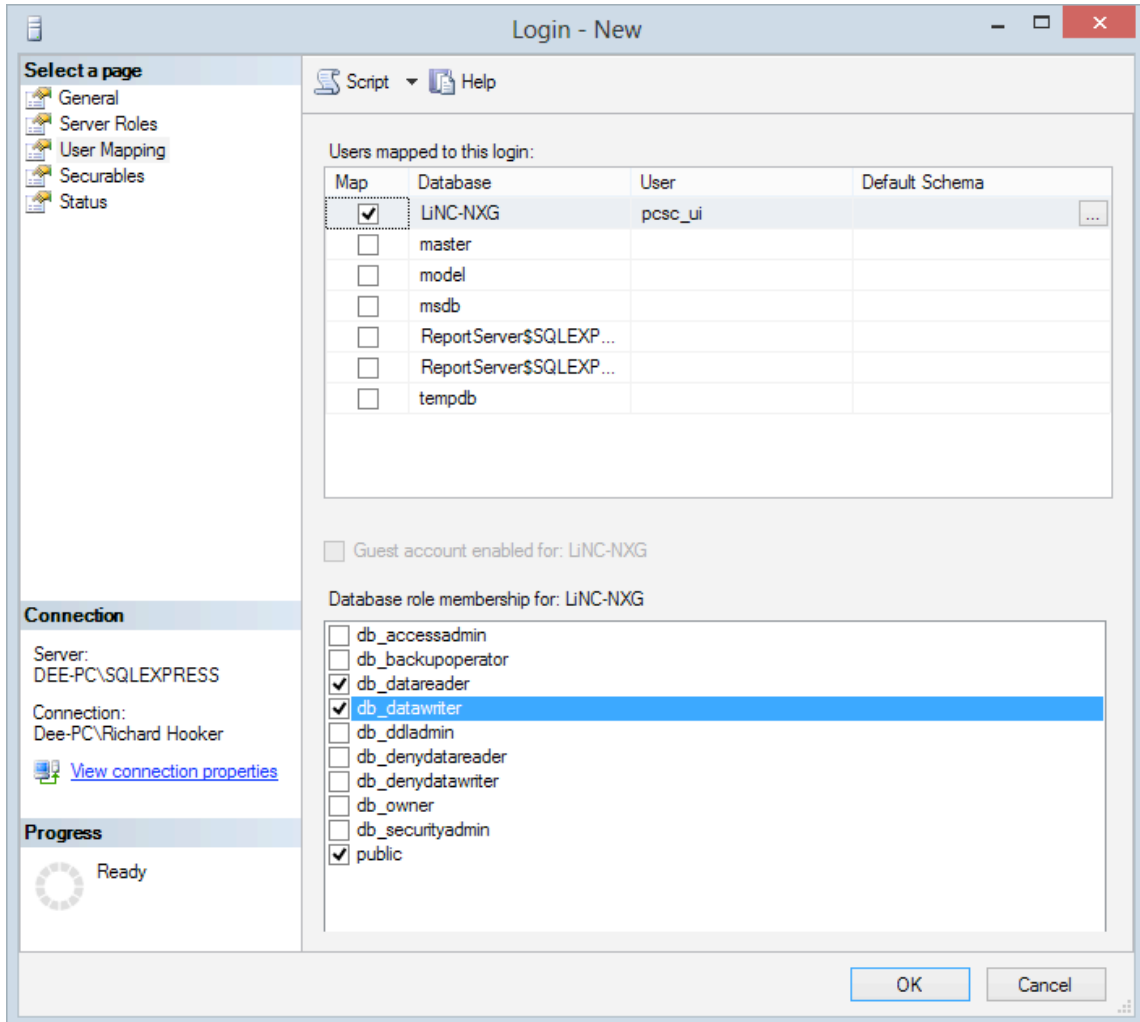 Login - New
Select a page
General
Server Roles
User Mapping
Securables
Status
Script Help
Users mapped to this login:
Map Database User Default Schema
LiNC-NXG pcsc_ui ...
master
model
msdb
ReportServer$SQLEXP...
ReportServer$SQLEXP...
tempdb
Guest account enabled for: LiNC-NXG
Database role membership for: LiNC-NXG
db_accessadmin
db_backupoperator
db_datareader
db_datawriter
db_ddladmin
db_denydatareader
db_denydatawriter
db_owner
db_securityadmin
public
Connection
Server:
DEE-PC\SQLEXPRESS
Connection:
Dee-PC\Richard Hooker
View connection properties
Progress
Ready
OK Cancel